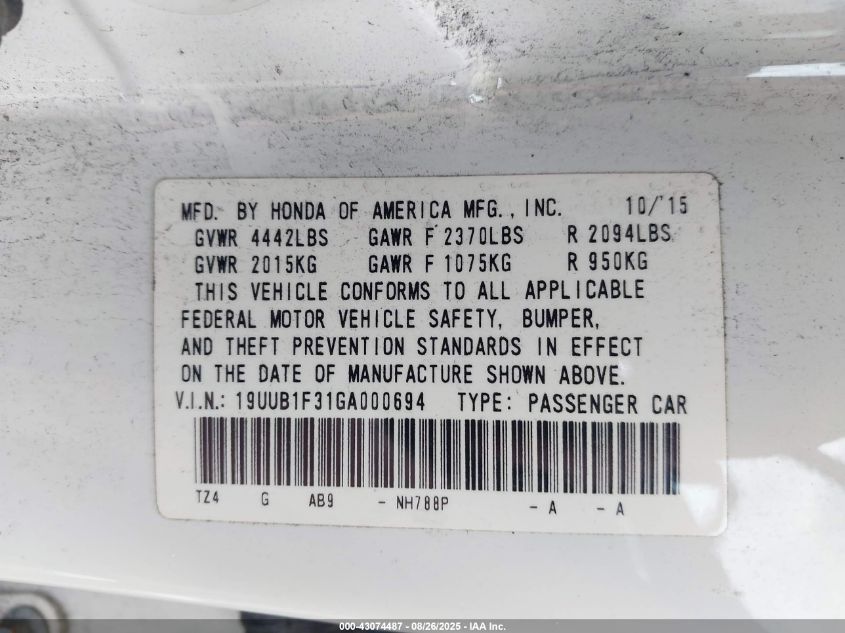 MFD. BY HONDA OF AMERICA MFG., INC. 10/'15
GVWR 4442LBS GAWR F 2370LBS R 2094LBS
GVWR 2015KG GAWR F 1075KG R 950KG
THIS VEHICLE CONFORMS TO ALL APPLICABLE
FEDERAL MOTOR VEHICLE SAFETY, BUMPER,
AND THEFT PREVENTION STANDARDS IN EFFECT
ON THE DATE OF MANUFACTURE SHOWN ABOVE.
V.I.N.: 19UUB1F31GA000694 TYPE: PASSENGER CAR
TZ4 G AB9 - NH788P - A - A
000-43074487 - 08/26/2025 - IAA Inc.